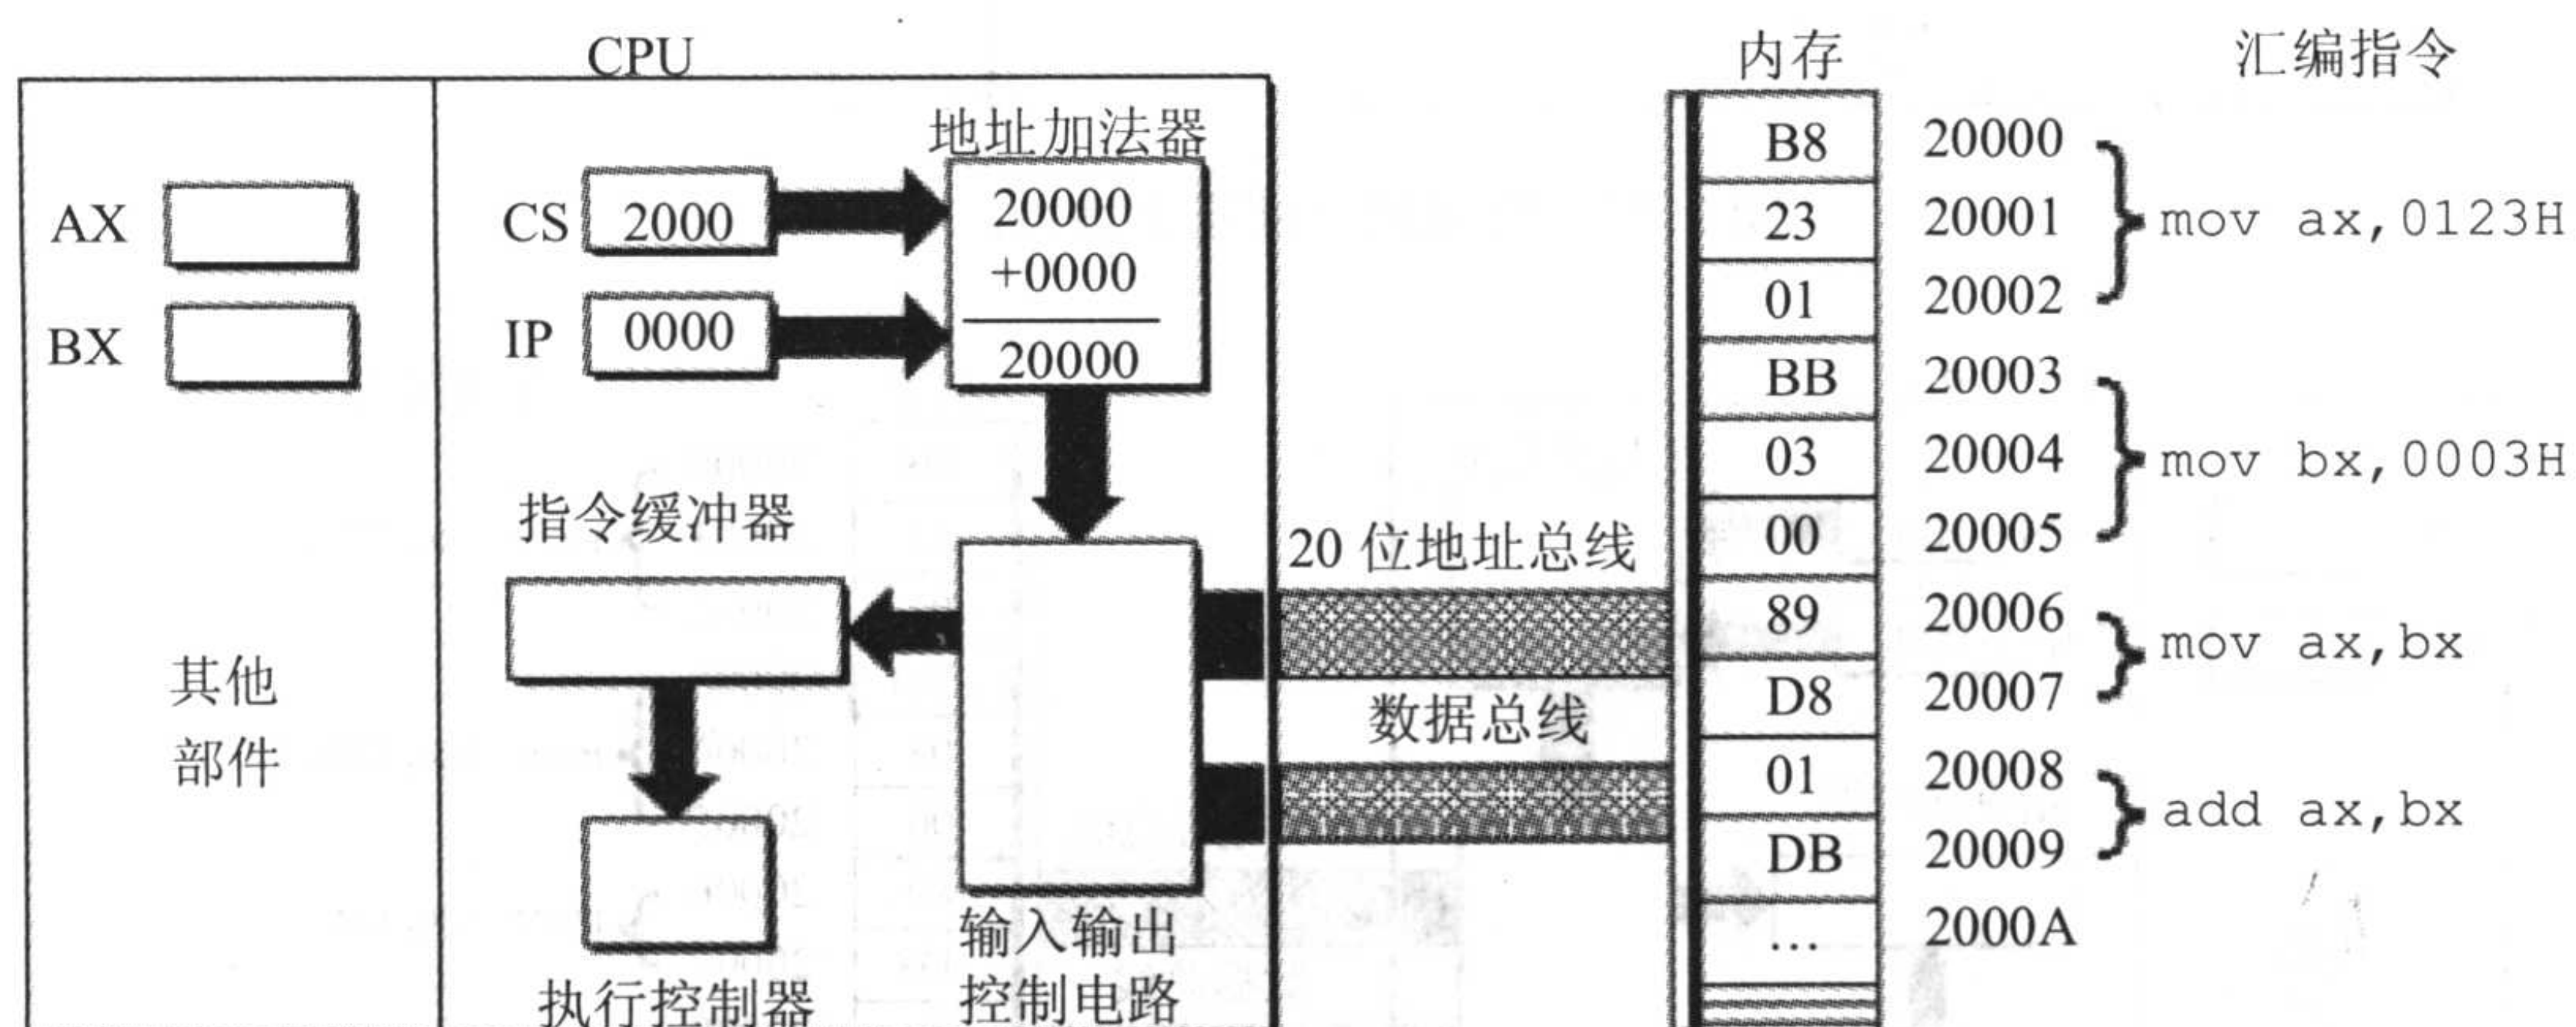 CPU
内存
汇编指令
地址加法器
AX
BX
CS
2000
IP
0000
20000
+0000
20000
指令缓冲器
其他
部件
执行控制器
输入输出
控制电路
20 位地址总线
数据总线
B8 20000
23 20001 mov ax,0123H
01 20002
BB 20003
03 20004 mov bx,0003H
00 20005
89 20006
mov ax,bx
D8 20007
01 20008
add ax,bx
DB 20009
… 2000A